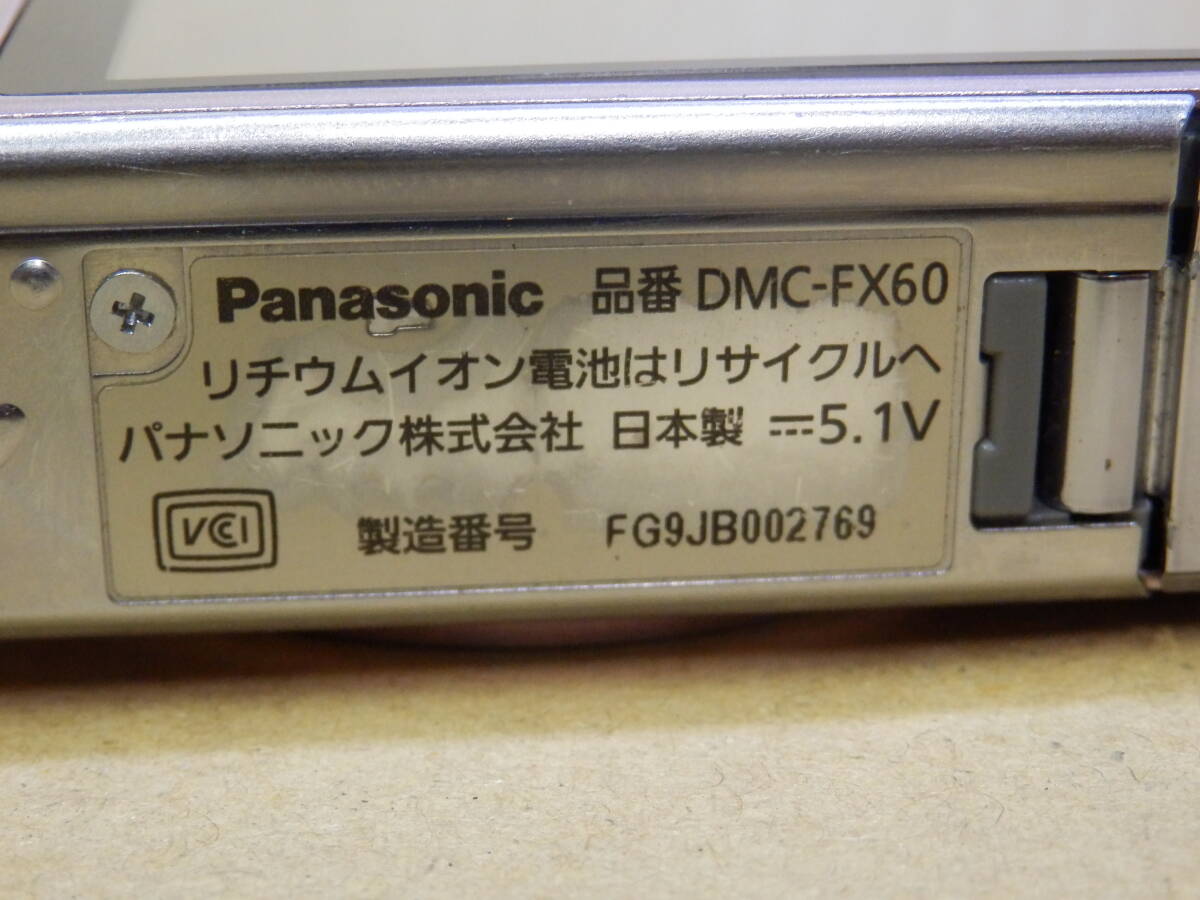 Panasonic 品番 DMC-FX60
リチウムイオン電池はリサイクルへ
パナソニック株式会社 日本製 ⎓5.1V
VCCI 製造番号 FG9JB002769